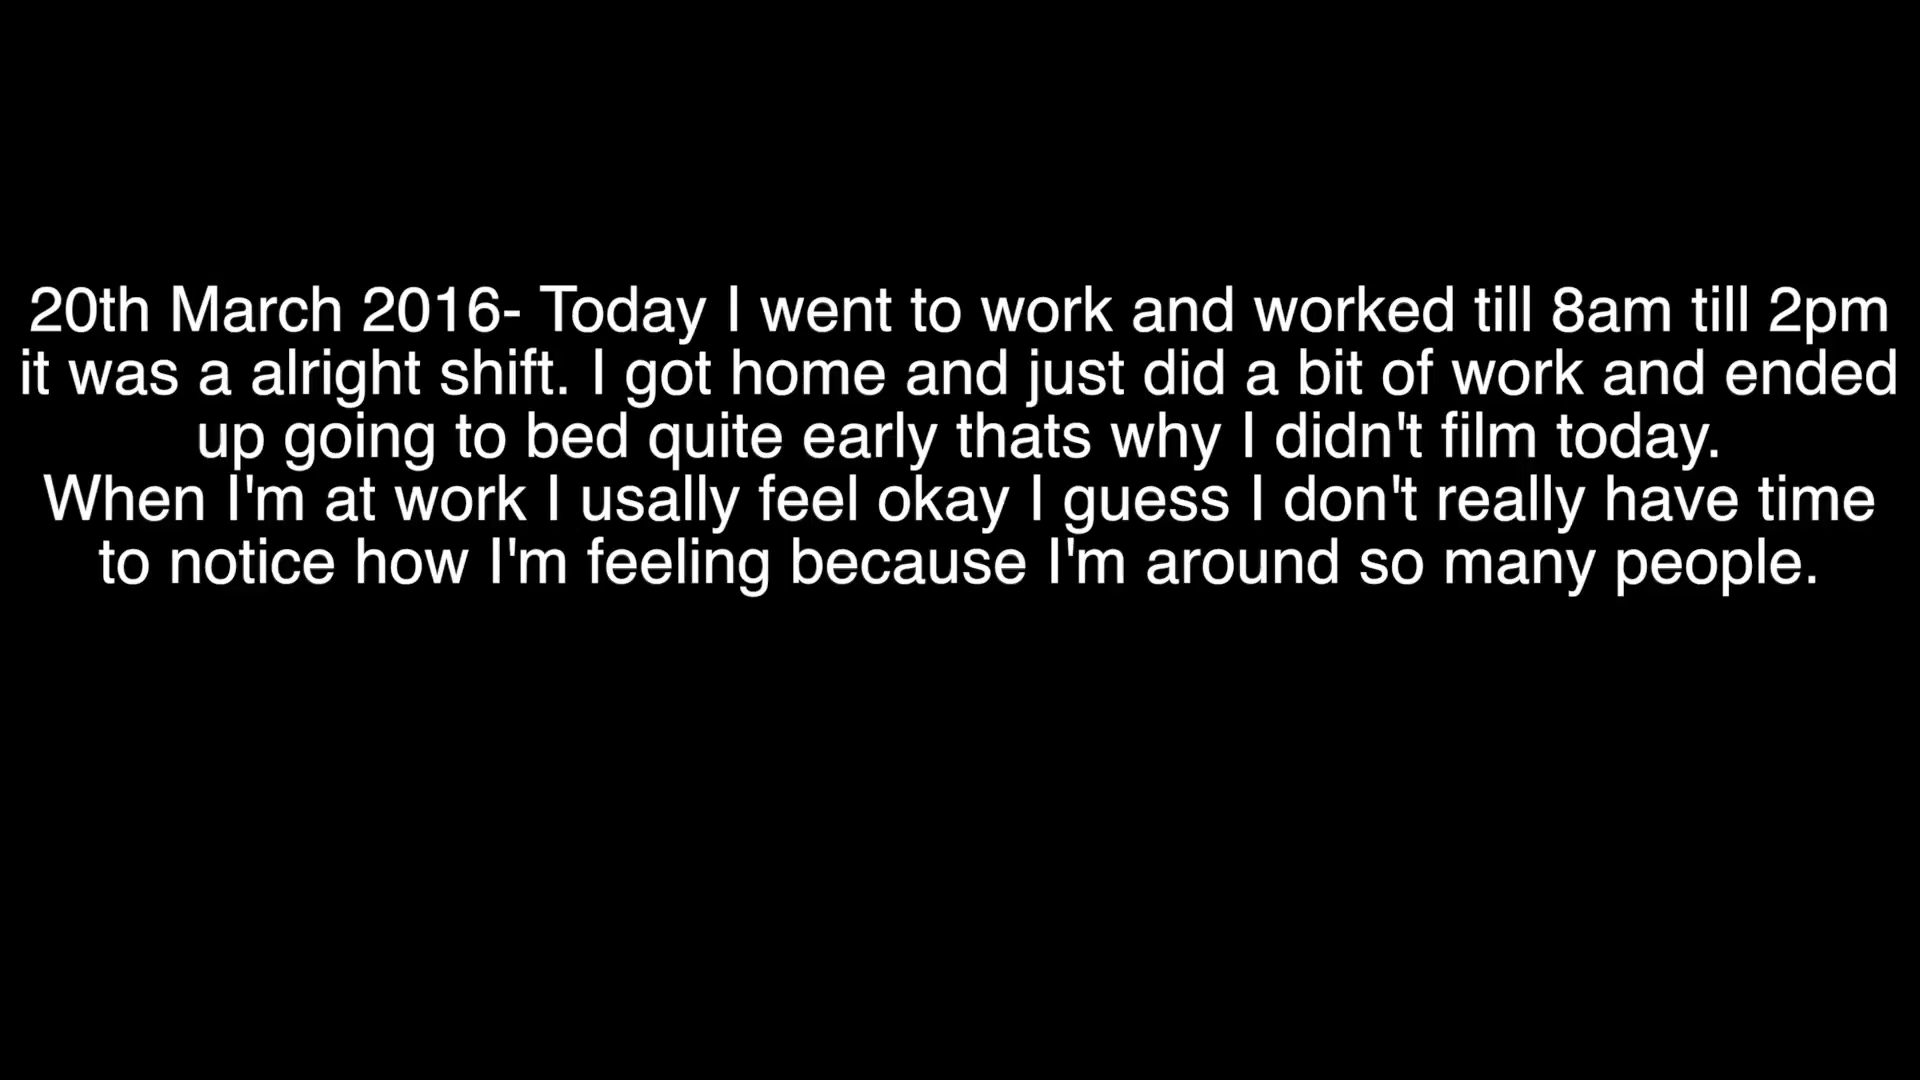 20th March 2016- Today I went to work and worked till 8am till 2pm
it was a alright shift. I got home and just did a bit of work and ended
up going to bed quite early thats why I didn't film today.
When I'm at work I usally feel okay I guess I don't really have time
to notice how I'm feeling because I'm around so many people.